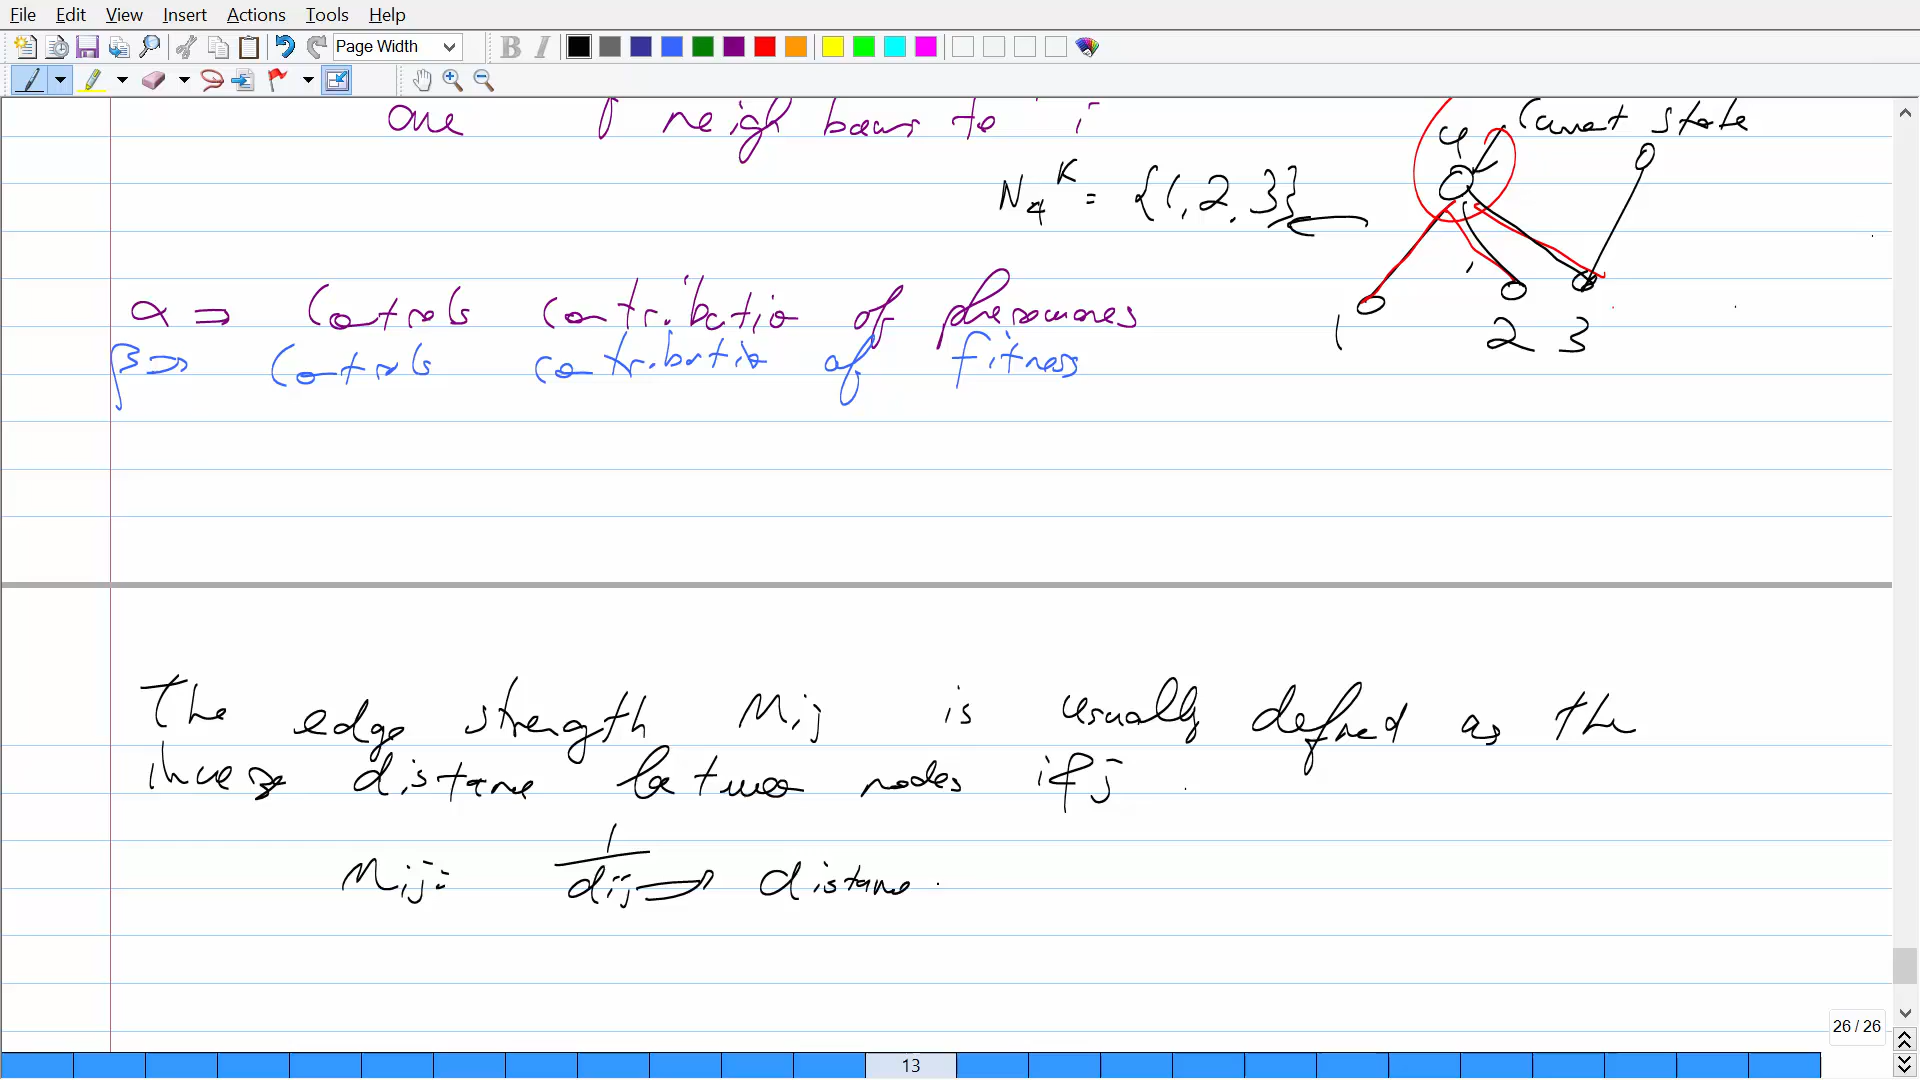 File Edit View Insert Actions Tools Help
Page Width
B I
one of neighbours to i
Current state
4
N₄ᴷ = {1, 2, 3}
1 2 3
α ⇒ Controls contribution of pheromones
β ⇒ Controls contribution of fitness
The edge strength Mij is usually defined as the
inverse distance between nodes i & j.
Mij = 1/dij → distance.
26 / 26
13